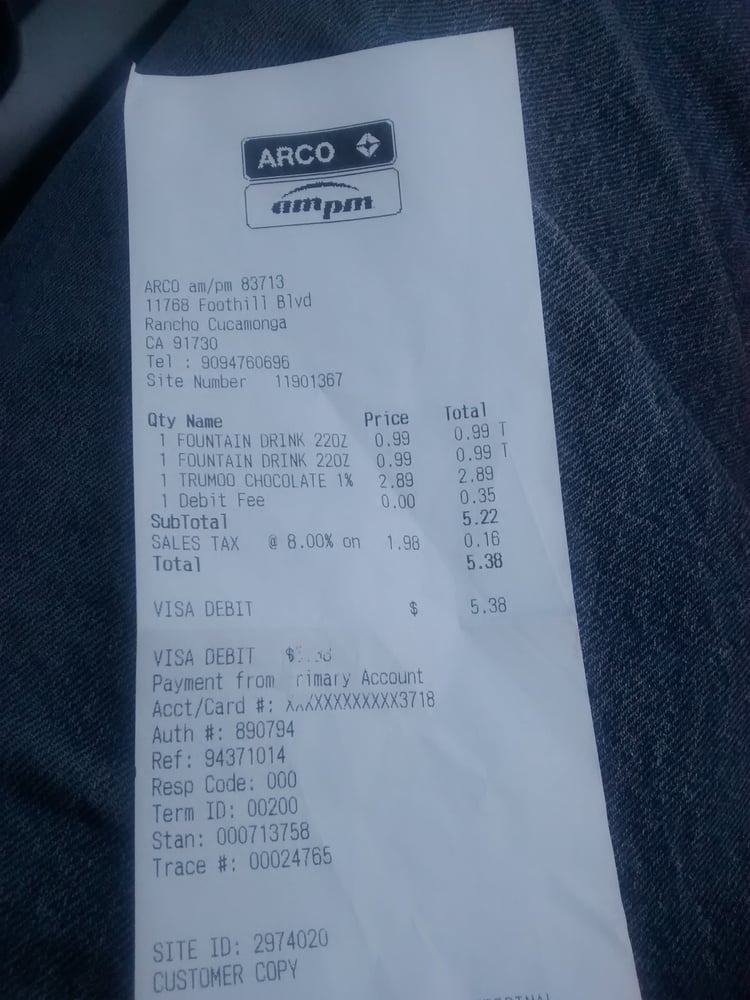 ARCO
ampm
ARCO am/pm 83713
11768 Foothill Blvd
Rancho Cucamonga
CA 91730
Tel : 9094760696
Site Number 11901367
Qty Name Price Total
1 FOUNTAIN DRINK 22OZ 0.99 0.99 T
1 FOUNTAIN DRINK 22OZ 0.99 0.99 T
1 TRUMOO CHOCOLATE 1% 2.89 2.89
1 Debit Fee 0.00 0.35
SubTotal 5.22
SALES TAX @ 8.00% on 1.98 0.16
Total 5.38
VISA DEBIT $ 5.38
VISA DEBIT
Payment from rimary Account
Acct/Card #: XXXXXXXXXXXX3718
Auth #: 890794
Ref: 94371014
Resp Code: 000
Term ID: 00200
Stan: 000713758
Trace #: 00024765
SITE ID: 2974020
CUSTOMER COPY